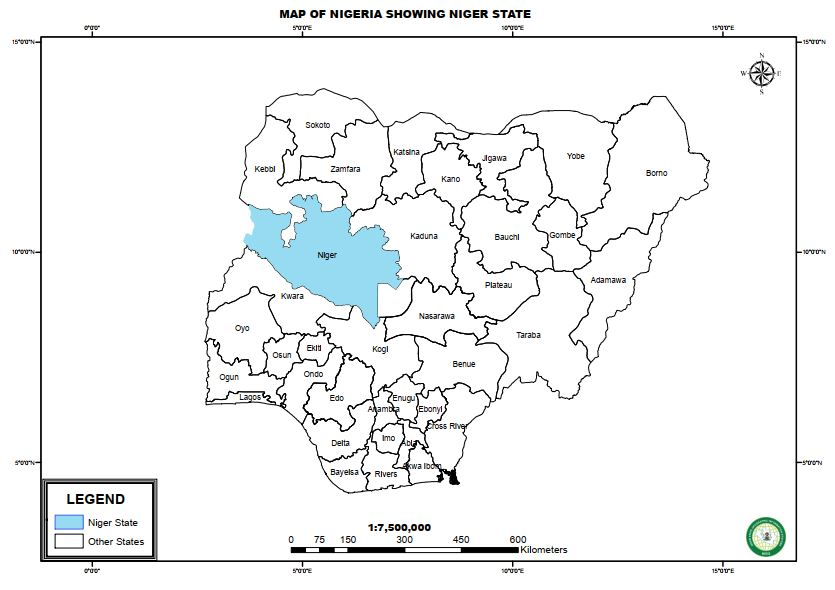 MAP OF NIGERIA SHOWING NIGER STATE
0°0'0"
5°0'0"E
10°0'0"E
15°0'0"E
15°0'0"N
15°0'0"N
N
W
E
S
Sokoto
Katsina
Jigawa
Yobe
Borno
Kebbi
Zamfara
Kano
Kaduna
Bauchi
Gombe
10°0'0"N
10°0'0"N
Niger
Adamawa
Plateau
Kwara
Nasarawa
Oyo
Taraba
Osun
Ekiti
Kogi
Benue
Ogun
Ondo
Lagos
Edo
Enugu
Anambra
Ebonyi
Cross River
Delta
Imo
Abia
5°0'0"N
5°0'0"N
Bayelsa
Rivers
Akwa Ibom
LEGEND
Niger State
Other States
1:7,500,000
0 75 150 300 450 600
Kilometers
0°0'0"
5°0'0"E
10°0'0"E
15°0'0"E